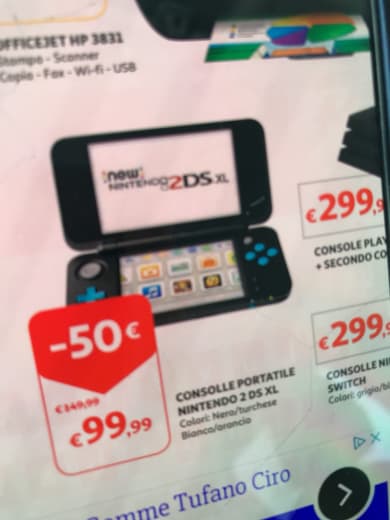 OFFICEJET HP 3831
Stampa - Scanner
Copia - Fax - Wi-fi - USB
new
NINTENDO 2DS XL
€299,9
CONSOLE PLAY
+ SECONDO CO
-50€
€149,99
€99,99
CONSOLLE PORTATILE
NINTENDO 2 DS XL
Colori: Nero/turchese
Bianco/arancio
€299,
CONSOLLE NI
SWITCH
Colori: grigio/bl
omme Tufano Ciro